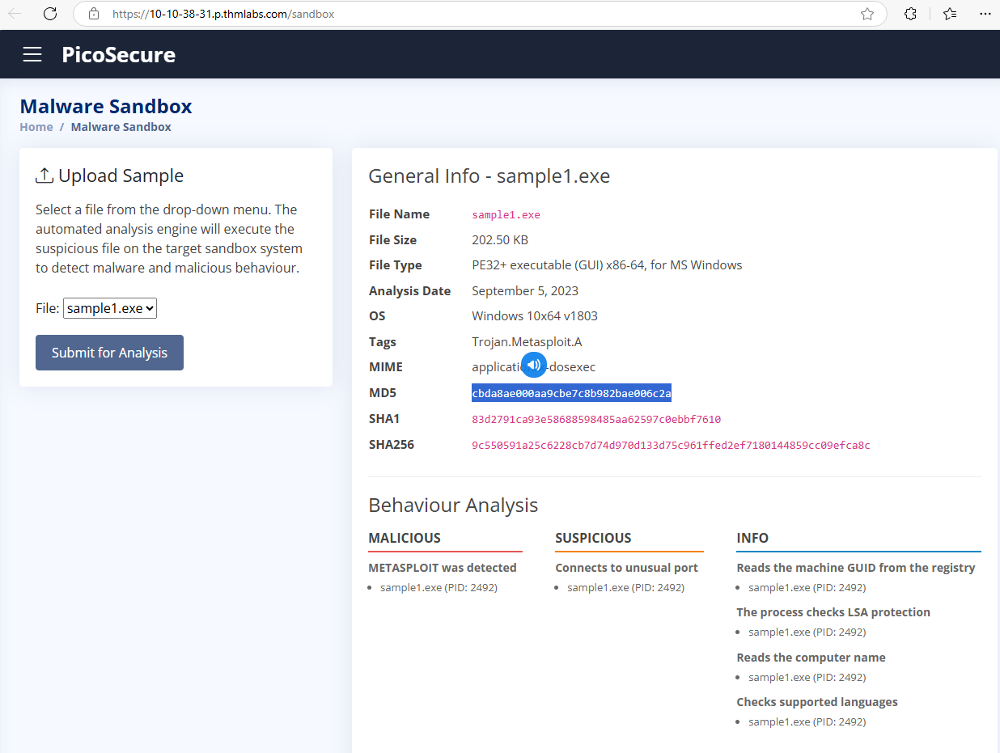 https://10-10-38-31.p.thmlabs.com/sandbox
PicoSecure
Malware Sandbox
Home / Malware Sandbox
Upload Sample
Select a file from the drop-down menu. The
automated analysis engine will execute the
suspicious file on the target sandbox system
to detect malware and malicious behaviour.
File: sample1.exe
Submit for Analysis
General Info - sample1.exe
File Name sample1.exe
File Size 202.50 KB
File Type PE32+ executable (GUI) x86-64, for MS Windows
Analysis Date September 5, 2023
OS Windows 10x64 v1803
Tags Trojan.Metasploit.A
MIME -dosexec
MD5 cbda8ae000aa9cbe7c8b982bae006c2a
SHA1 83d2791ca93e58688598485aa62597c0ebbf7610
SHA256 9c550591a25c6228cb7d74d970d133d75c961ffed2ef7180144859cc09efca8c
Behaviour Analysis
MALICIOUS
METASPLOIT was detected
sample1.exe (PID: 2492)
SUSPICIOUS
Connects to unusual port
sample1.exe (PID: 2492)
INFO
Reads the machine GUID from the registry
sample1.exe (PID: 2492)
The process checks LSA protection
sample1.exe (PID: 2492)
Reads the computer name
sample1.exe (PID: 2492)
Checks supported languages
sample1.exe (PID: 2492)